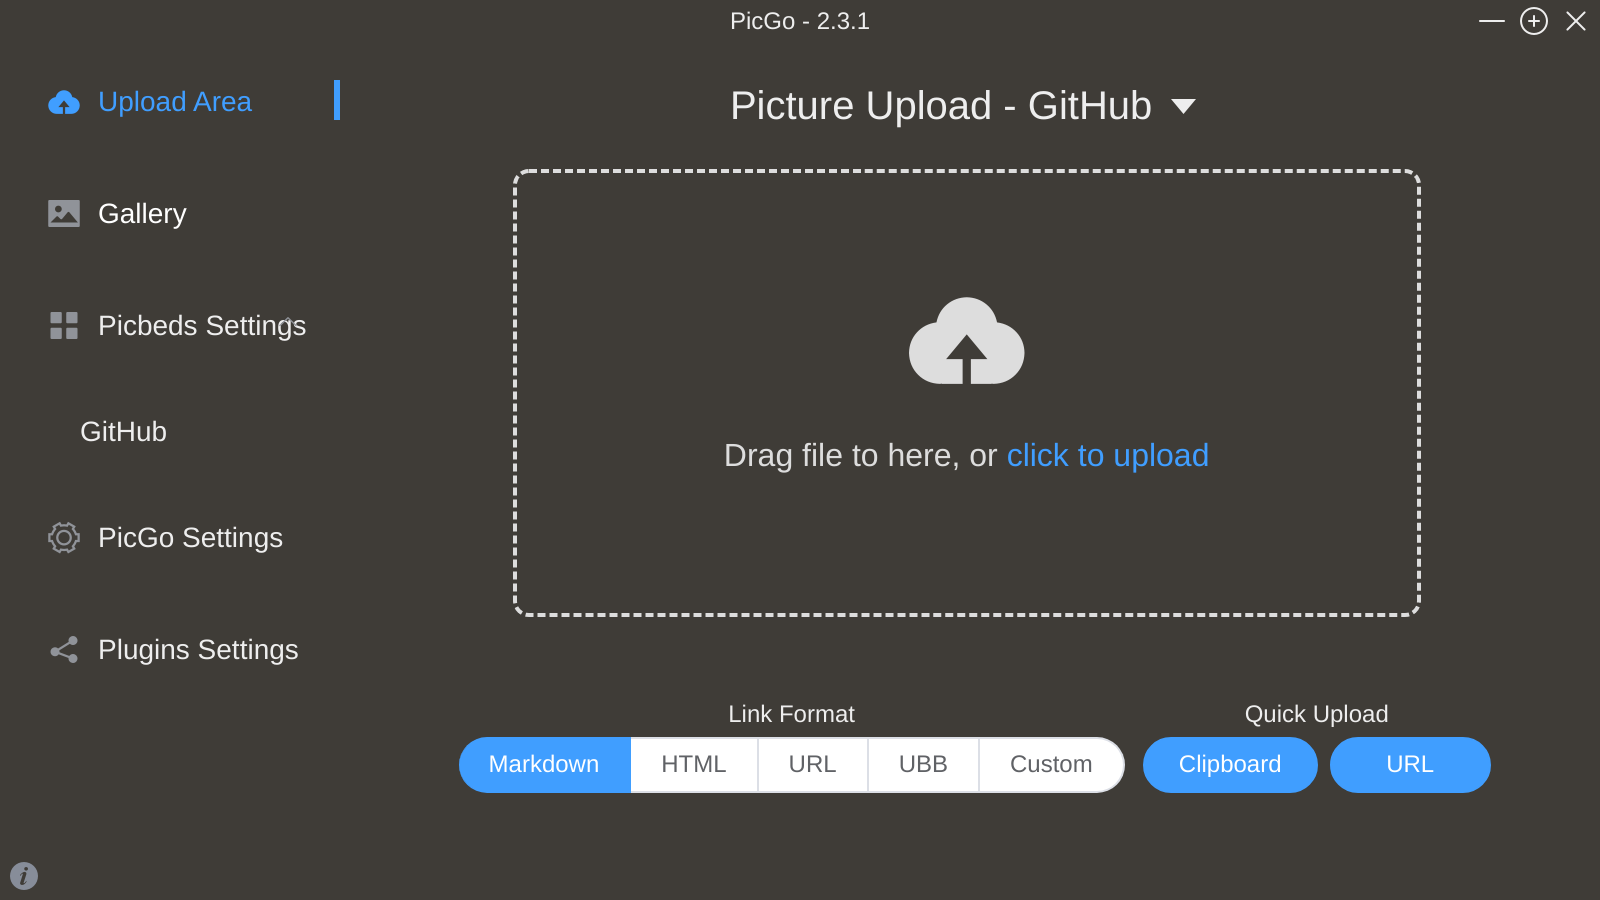 PicGo - 2.3.1
Upload Area
Gallery
Picbeds Settings
GitHub
PicGo Settings
Plugins Settings
Picture Upload - GitHub
Drag file to here, or click to upload
Link Format
Markdown HTML URL UBB Custom
Quick Upload
Clipboard URL